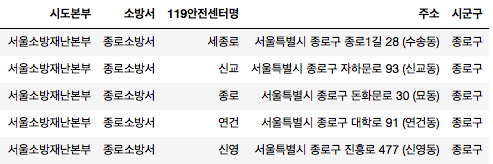 시도본부 소방서 119안전센터명 주소 시군구
서울소방재난본부 종로소방서 세종로 서울특별시 종로구 종로1길 28 (수송동) 종로구
서울소방재난본부 종로소방서 신교 서울특별시 종로구 자하문로 93 (신교동) 종로구
서울소방재난본부 종로소방서 종로 서울특별시 종로구 돈화문로 30 (묘동) 종로구
서울소방재난본부 종로소방서 연건 서울특별시 종로구 대학로 91 (연건동) 종로구
서울소방재난본부 종로소방서 신영 서울특별시 종로구 진흥로 477 (신영동) 종로구